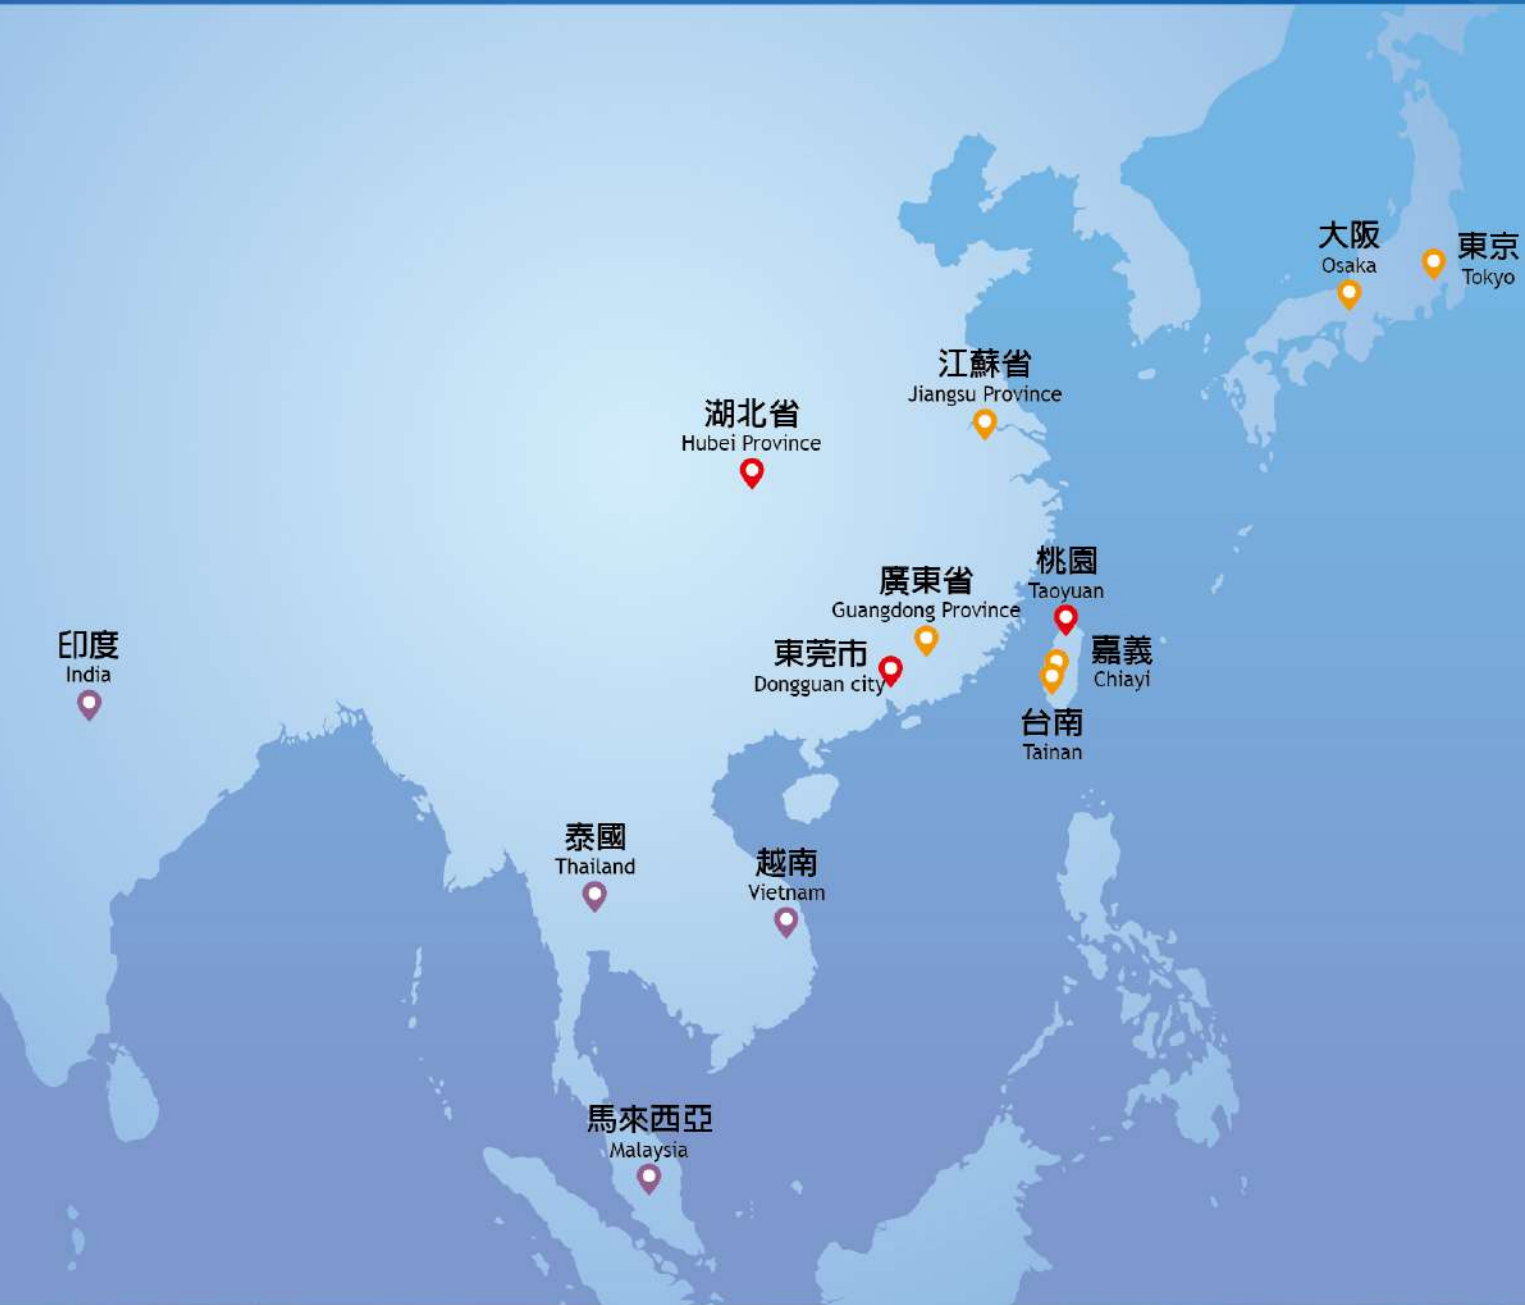 大阪
Osaka
東京
Tokyo
江蘇省
Jiangsu Province
湖北省
Hubei Province
桃園
Taoyuan
廣東省
Guangdong Province
東莞市
Dongguan city
嘉義
Chiayi
印度
India
台南
Tainan
泰國
Thailand
越南
Vietnam
馬來西亞
Malaysia